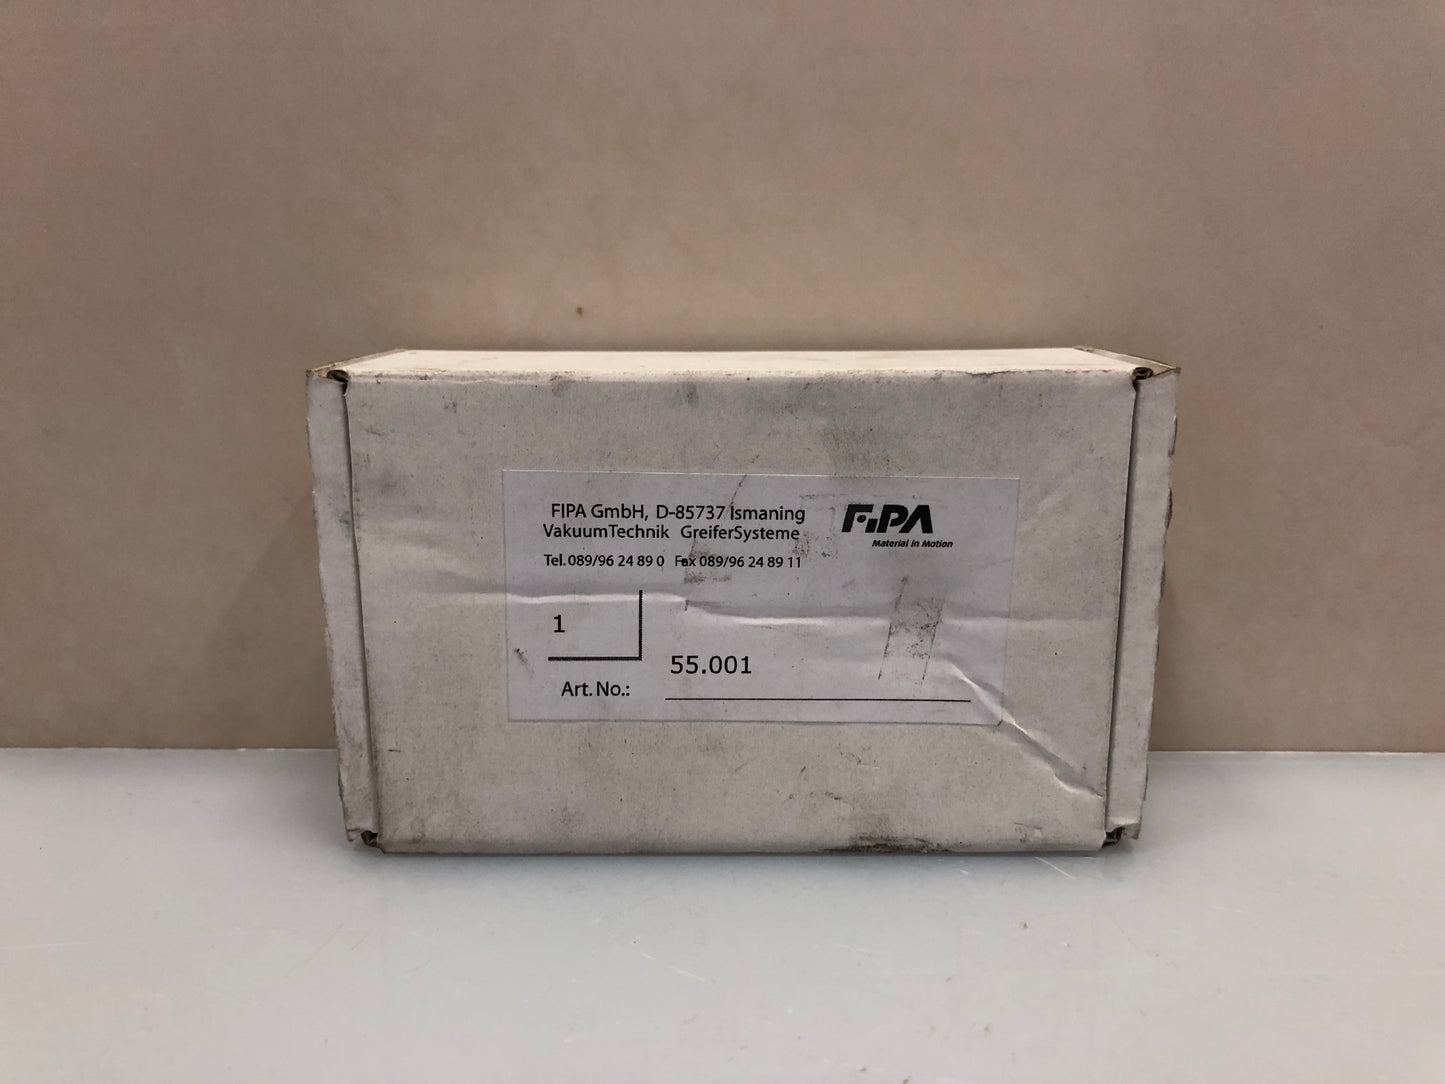 FIPA GmbH, D-85737 Ismaning
VakuumTechnik GreiferSysteme
Tel. 089/96 24 89 0 Fax 089/96 24 89 11
FIPA
Material in Motion
1
55.001
Art. No.: